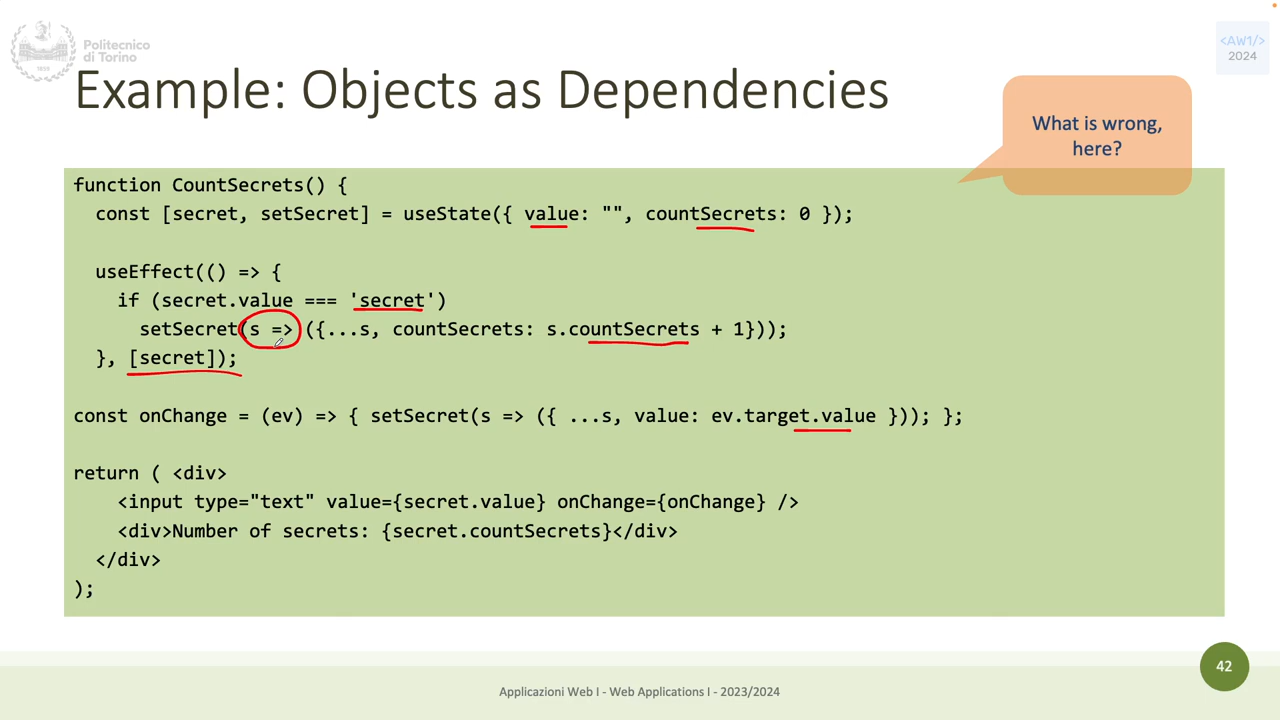 Politecnico
di Torino
1859
<AW1/>
2024
Example: Objects as Dependencies
What is wrong,
here?
function CountSecrets() {
  const [secret, setSecret] = useState({ value: "", countSecrets: 0 });
  useEffect(() => {
    if (secret.value === 'secret')
      setSecret(s => ({...s, countSecrets: s.countSecrets + 1}));
  }, [secret]);
const onChange = (ev) => { setSecret(s => ({ ...s, value: ev.target.value })); };
return ( <div>
    <input type="text" value={secret.value} onChange={onChange} />
    <div>Number of secrets: {secret.countSecrets}</div>
  </div>
);
42
Applicazioni Web I - Web Applications I - 2023/2024